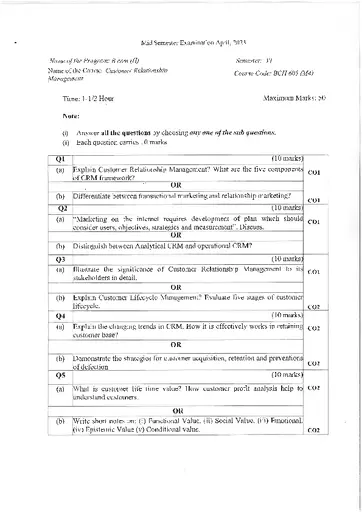 Mid Semester Examination April, 2023
Name of the Program: B.com (H)
Semester: VI
Name of the Course: Customer Relationship
Management
Course Code: BCH 605 (M4)
Time: 1-1/2 Hour
Maximum Marks: 50
Note:
(i) Answer all the questions by choosing any one of the sub questions.
(ii) Each question carries 10 marks
Q1 (10 marks)
(a) Explain Customer Relationship Management? What are the five components CO1
of CRM framework?
OR
(b) Differentiate between transactional marketing and relationship marketing? CO1
Q2 (10 marks)
(a) "Marketing on the internet requires development of plan which should CO1
consider users, objectives, strategies and measurement". Discuss.
OR
(b) Distinguish between Analytical CRM and operational CRM?
Q3 (10 marks)
(a) Illustrate the significance of Customer Relationship Management to its CO1
stakeholders in detail.
OR
(b) Explain Customer Lifecycle Management? Evaluate five stages of customer
lifecycle. CO2
Q4 (10 marks)
(a) Explain the changing trends in CRM. How it is effectively works in retaining CO2
customer base?
OR
(b) Demonstrate the strategies for customer acquisition, retention and preventions
of defection CO2
Q5 (10 marks)
(a) What is customer life time value? How customer profit analysis help to CO2
understand customers.
OR
(b) Write short notes on: (i) Functional Value, (ii) Social Value, (iii) Emotional,
(iv) Epistemic Value (v) Conditional value. CO2